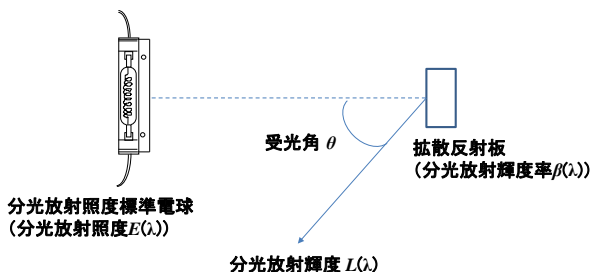 受光角 θ
拡散反射板
(分光放射輝度率β(λ))
分光放射照度標準電球
(分光放射照度E(λ))
分光放射輝度 L(λ)